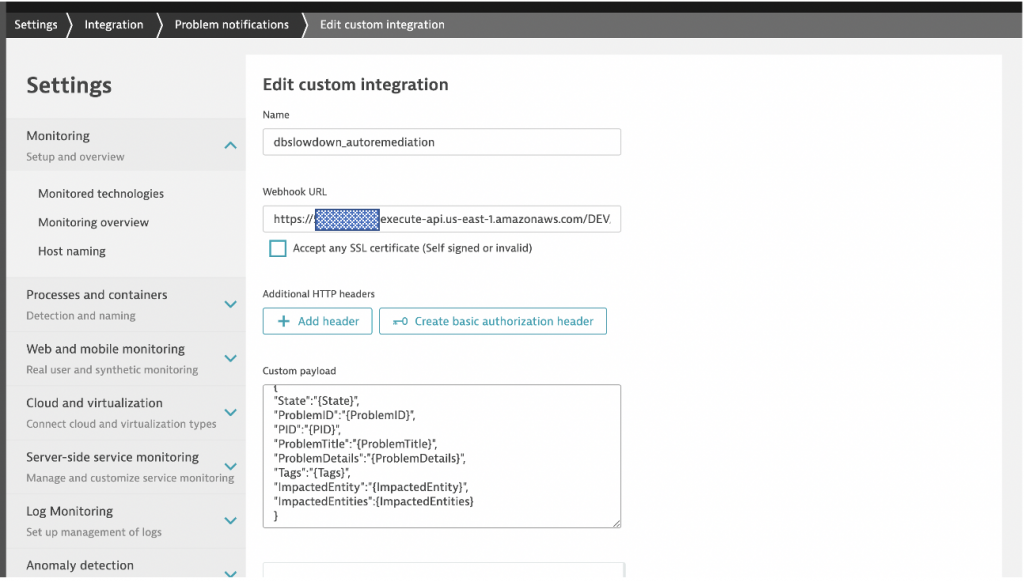 Settings
Integration
Problem notifications
Edit custom integration
Settings
Monitoring
Setup and overview
Monitored technologies
Monitoring overview
Host naming
Processes and containers
Detection and naming
Web and mobile monitoring
Real user and synthetic monitoring
Cloud and virtualization
Connect cloud and virtualization types
Server-side service monitoring
Manage and customize service monitoring
Log Monitoring
Set up management of logs
Anomaly detection
Edit custom integration
Name
dbslowdown_autoremediation
Webhook URL
https:// execute-api.us-east-1.amazonaws.com/DEV
Accept any SSL certificate (Self signed or invalid)
Additional HTTP headers
Add header
Create basic authorization header
Custom payload
{
"State":"{State}",
"ProblemID":"{ProblemID}",
"PID":"{PID}",
"ProblemTitle":"{ProblemTitle}",
"ProblemDetails":"{ProblemDetails}",
"Tags":"{Tags}",
"ImpactedEntity":"{ImpactedEntity}",
"ImpactedEntities":{ImpactedEntities}
}